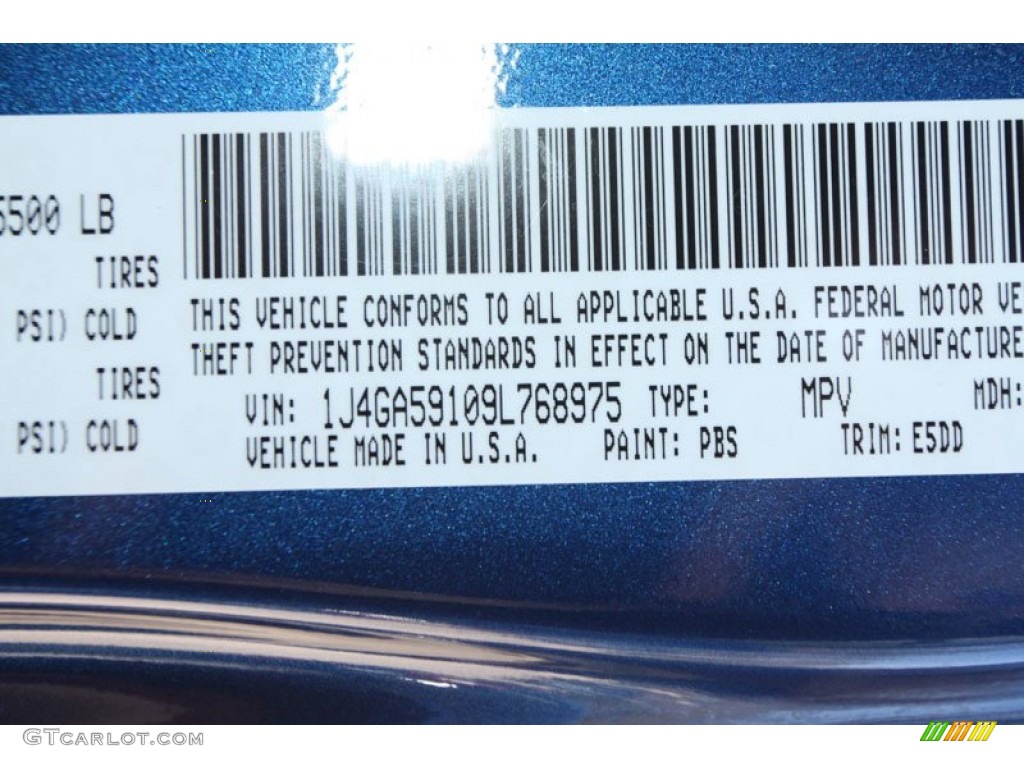 5500 LB
TIRES
PSI) COLD
TIRES
PSI) COLD
THIS VEHICLE CONFORMS TO ALL APPLICABLE U.S.A. FEDERAL MOTOR VE
THEFT PREVENTION STANDARDS IN EFFECT ON THE DATE OF MANUFACTURE
VIN: 1J4GA59109L768975 TYPE: MPV MDH:
VEHICLE MADE IN U.S.A. PAINT: PBS TRIM: E5DD
GTCARLOT.COM